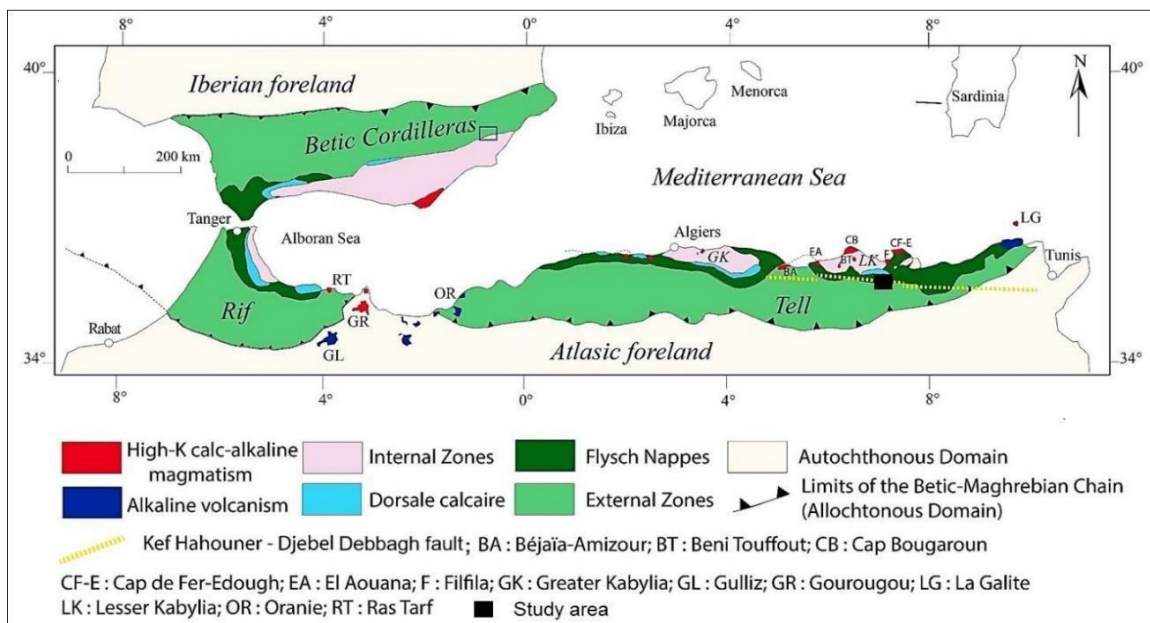 8° 4° 0° 4° 8°
40° 40°
N
Iberian foreland
Menorca
Majorca
Sardinia
Ibiza
Betic Cordilleras
0 200 km
Mediterranean Sea
Tanger
Alboran Sea
Algiers
GK
EA
CB
CF-E
LG
BT
LK
F
BA
Tunis
RT
OR
Rif
GR
Tell
Rabat
GL
Atlasic foreland
34° 34°
8° 4° 0° 4° 8°
High-K calc-alkaline magmatism
Internal Zones
Flysch Nappes
Autochthonous Domain
Alkaline volcanism
Dorsale calcaire
External Zones
Limits of the Betic-Maghrebian Chain
(Allochtonous Domain)
Kef Hahouner - Djebel Debbagh fault ; BA : Béjaïa-Amizour; BT : Beni Touffout; CB : Cap Bougaroun
CF-E : Cap de Fer-Edough; EA : El Aouana; F : Filfila; GK : Greater Kabylia; GL : Gulliz; GR : Gourougou; LG : La Galite
LK : Lesser Kabylia; OR : Oranie; RT : Ras Tarf Study area